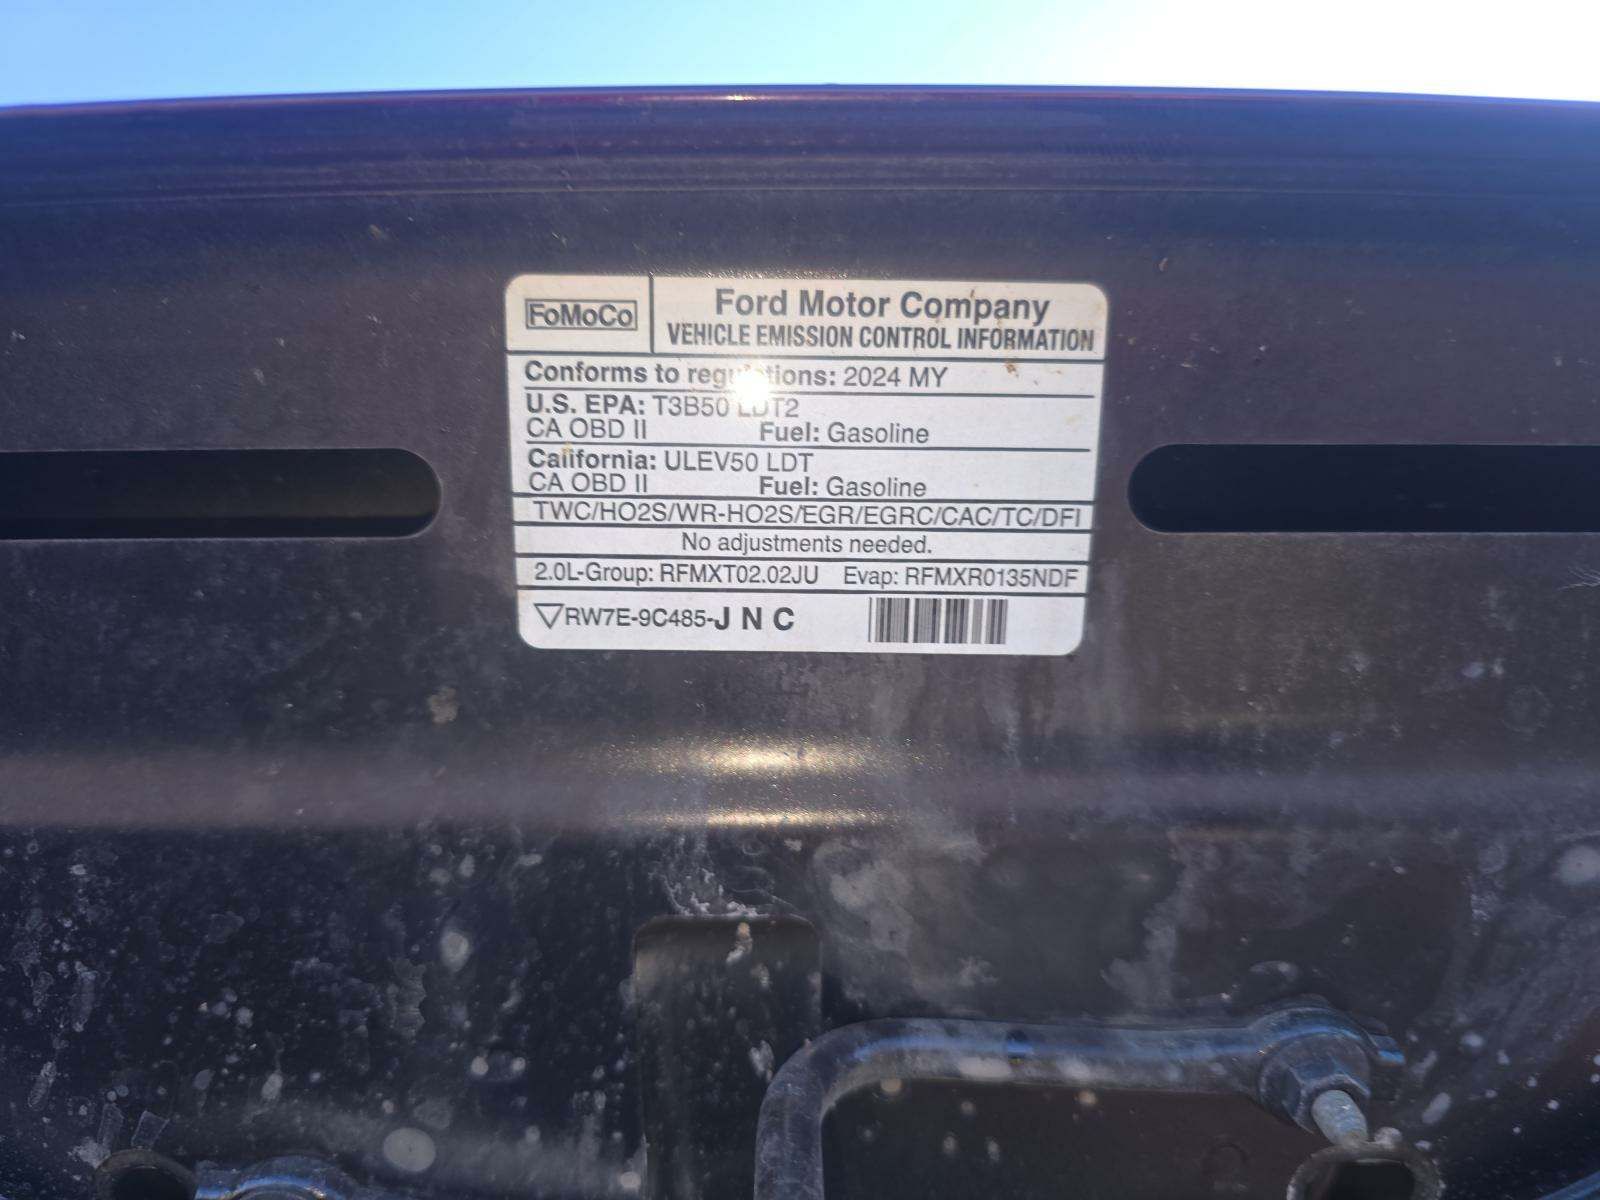 FoMoCo
Ford Motor Company
VEHICLE EMISSION CONTROL INFORMATION
Conforms to regulations: 2024 MY
U.S. EPA: T3B50 LDT2
CA OBD II Fuel: Gasoline
California: ULEV50 LDT
CA OBD II Fuel: Gasoline
TWC/HO2S/WR-HO2S/EGR/EGRC/CAC/TC/DFI
No adjustments needed.
2.0L-Group: RFMXT02.02JU Evap: RFMXR0135NDF
RW7E-9C485-J N C